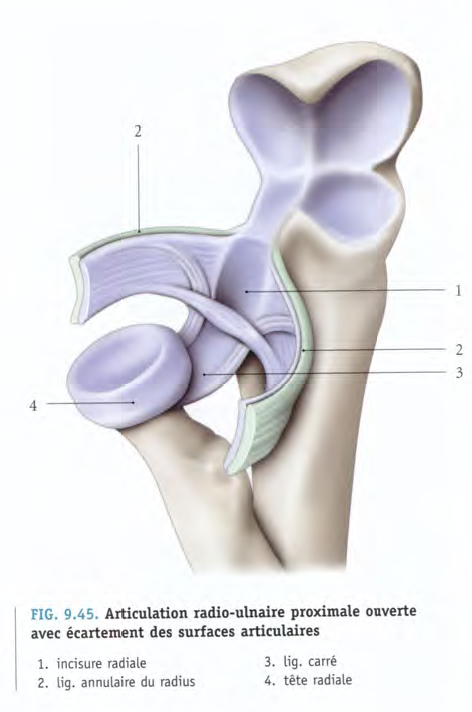 2
1
2
3
4
FIG. 9.45. Articulation radio-ulnaire proximale ouverte
avec écartement des surfaces articulaires
1. incisure radiale
2. lig. annulaire du radius
3. lig. carré
4. tête radiale